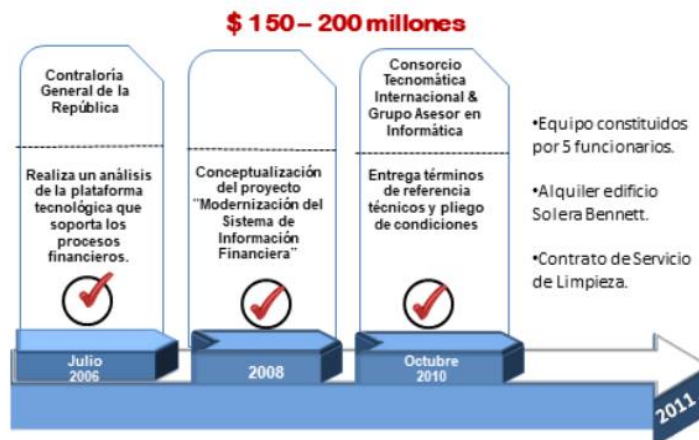 $ 150 – 200 millones
Contraloría
General de la
República
Realiza un análisis
de la plataforma
tecnológica que
soporta los
procesos
financieros.
Julio
2006
Conceptualización
del proyecto
¨Modernización del
Sistema de
Información
Financiera¨
2008
Consorcio
Tecnomática
Internacional &
Grupo Asesor en
Informática
Entrega términos
de referencia
técnicos y pliego
de condiciones
Octubre
2010
•Equipo constituidos
por 5 funcionarios.
•Alquiler edificio
Solera Bennett.
•Contrato de Servicio
de Limpieza.
2011